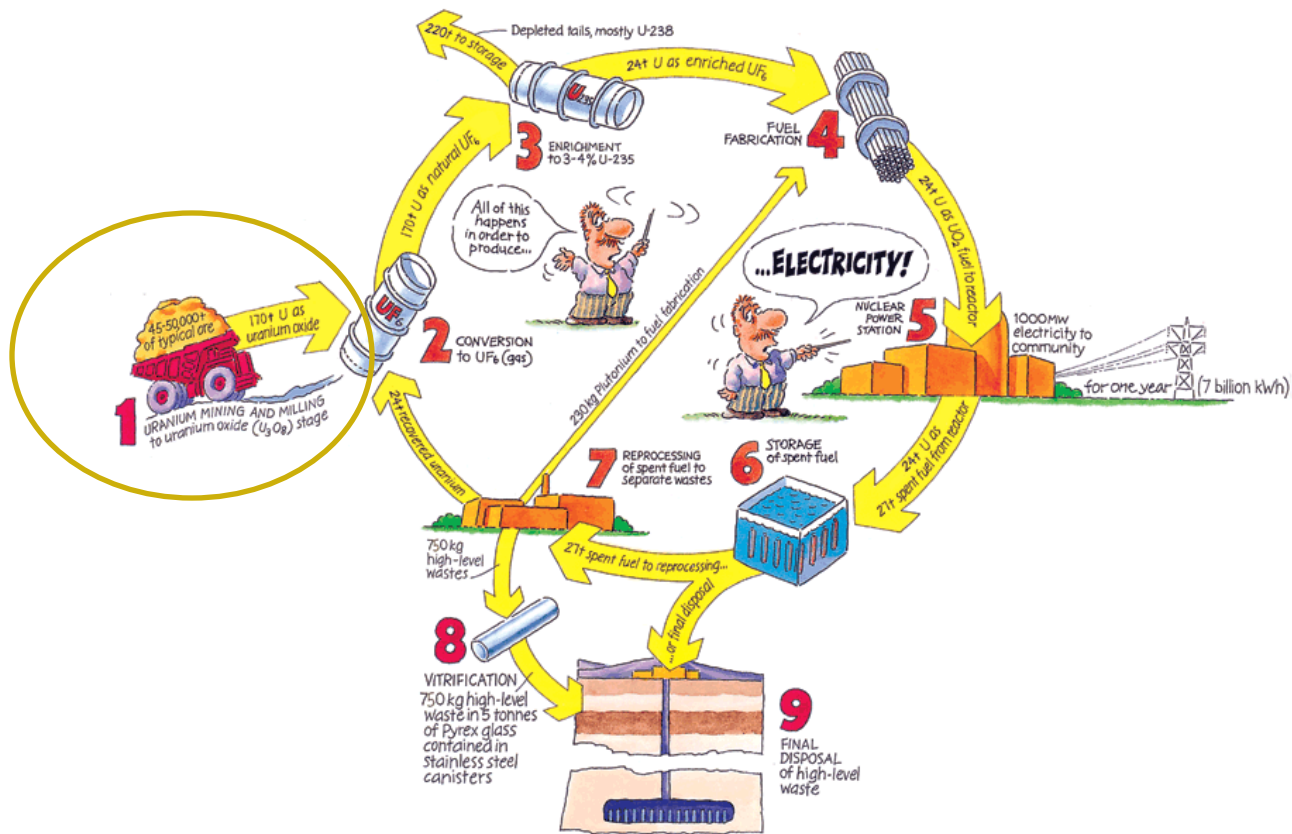 220t to storage
Depleted tails, mostly U-238
U235
24t U as enriched UF6
3
ENRICHMENT
to 3-4% U-235
FUEL
FABRICATION
4
170t U as natural UF6
All of this
happens
in order to
produce...
24t U as UO2 fuel to reactor
...ELECTRICITY!
NUCLEAR
POWER
STATION
5
1000MW
electricity to
community
for one year
(7 billion kWh)
45-50,000t
of typical ore
170t U as
uranium oxide
UF6
2
CONVERSION
to UF6 (gas)
1
URANIUM MINING AND MILLING
to uranium oxide (U3O8) stage
230 kg Plutonium to fuel fabrication
24t recovered uranium
7
REPROCESSING
of spent fuel to
separate wastes
6
STORAGE
of spent fuel
24t U as
27t spent fuel from reactor
750 kg
high-level
wastes
27t spent fuel to reprocessing...
...or final disposal
8
VITRIFICATION
750 kg high-level
waste in 5 tonnes
of Pyrex glass
contained in
stainless steel
canisters
9
FINAL
DISPOSAL
of high-level
waste